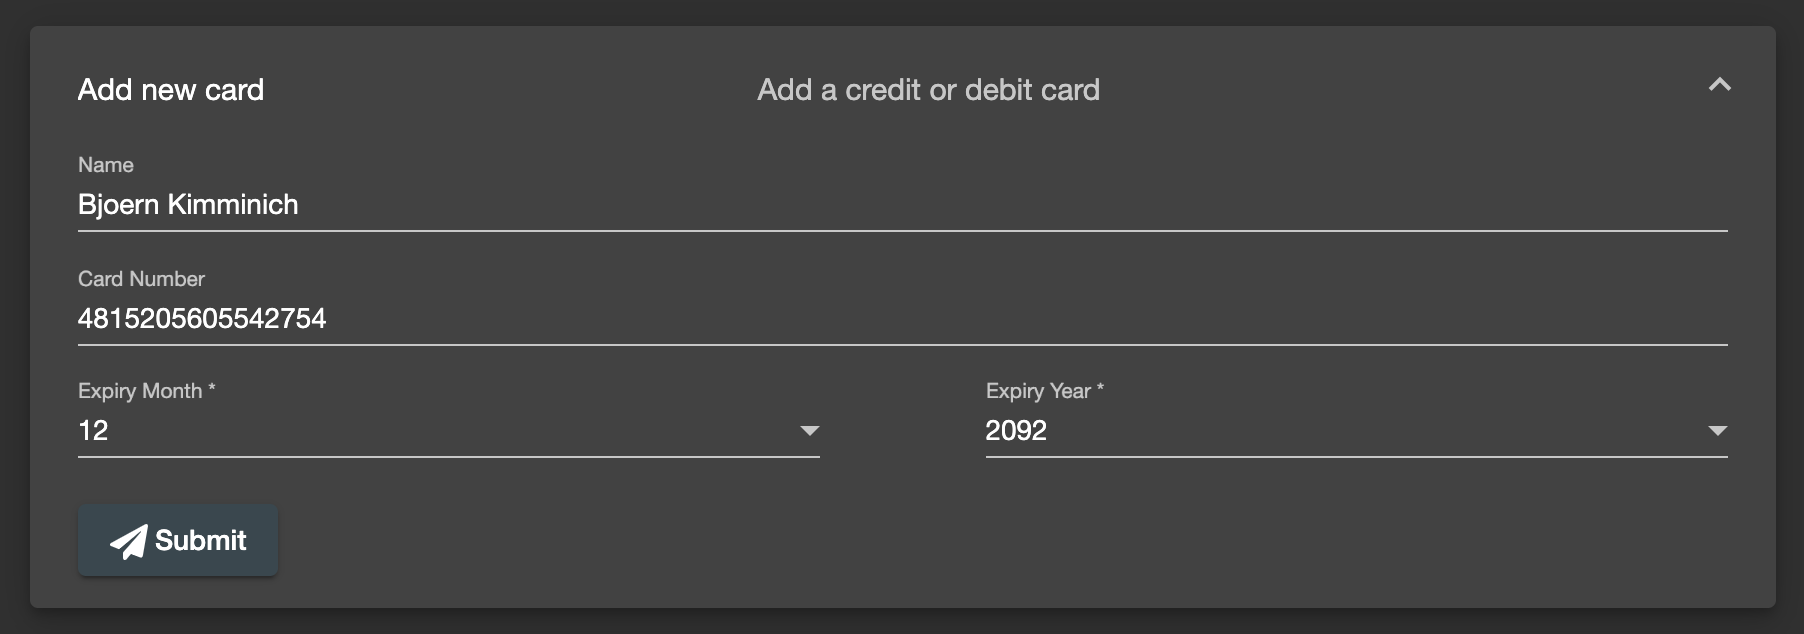 Add new card
Add a credit or debit card
Name
Bjoern Kimminich
Card Number
4815205605542754
Expiry Month *
Expiry Year *
12
2092
Submit